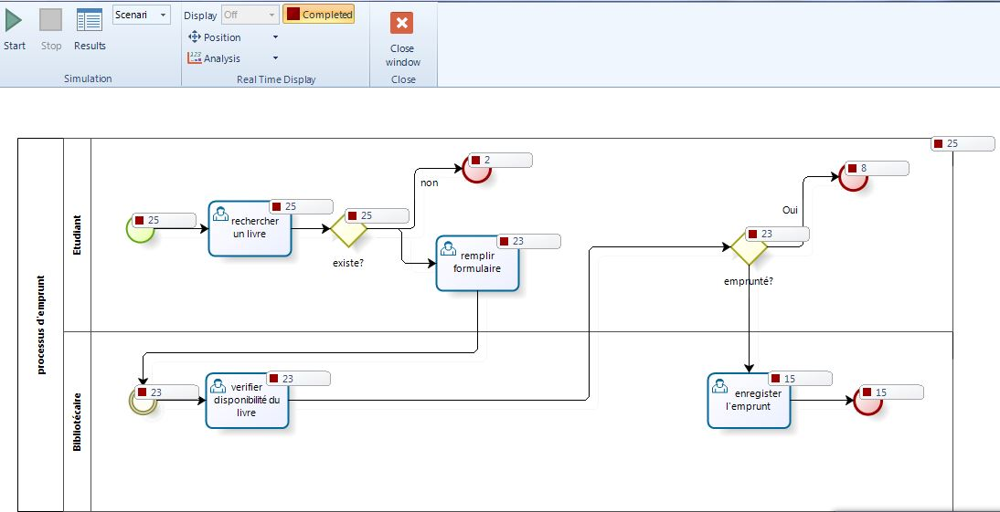 Start
Stop
Results
Scenari
Simulation
Display
Off
Completed
Position
123
Analysis
Real Time Display
Close
window
Close
processus d'emprunt
Etudiant
Bibliotécaire
25
25
rechercher
un livre
25
existe?
non
2
23
remplir
formulaire
25
8
Oui
23
emprunté?
23
23
verifier
disponibilité du
livre
15
enregister
l'emprunt
15